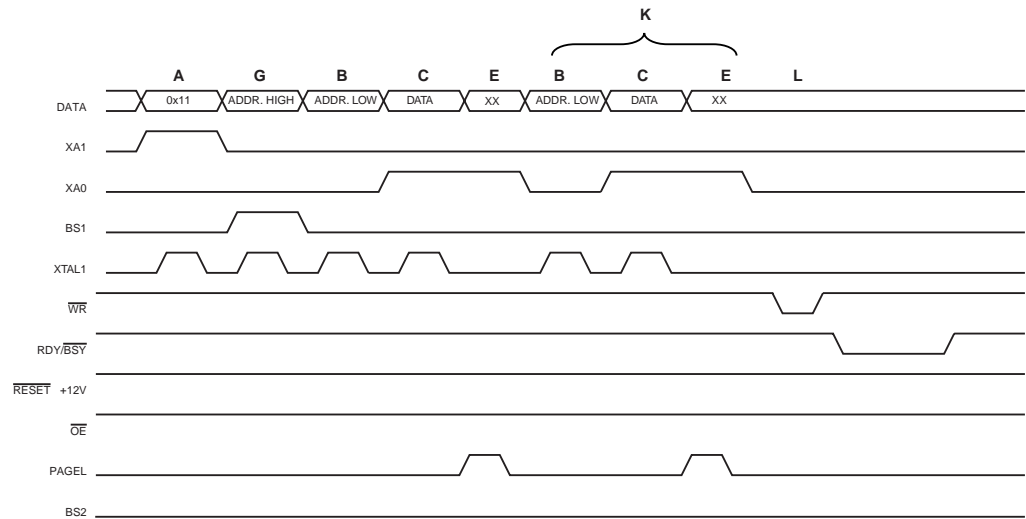 K
A G B C E B C E L
DATA 0x11 ADDR. HIGH ADDR. LOW DATA XX ADDR. LOW DATA XX
XA1
XA0
BS1
XTAL1
WR
RDY/BSY
RESET +12V
OE
PAGEL
BS2